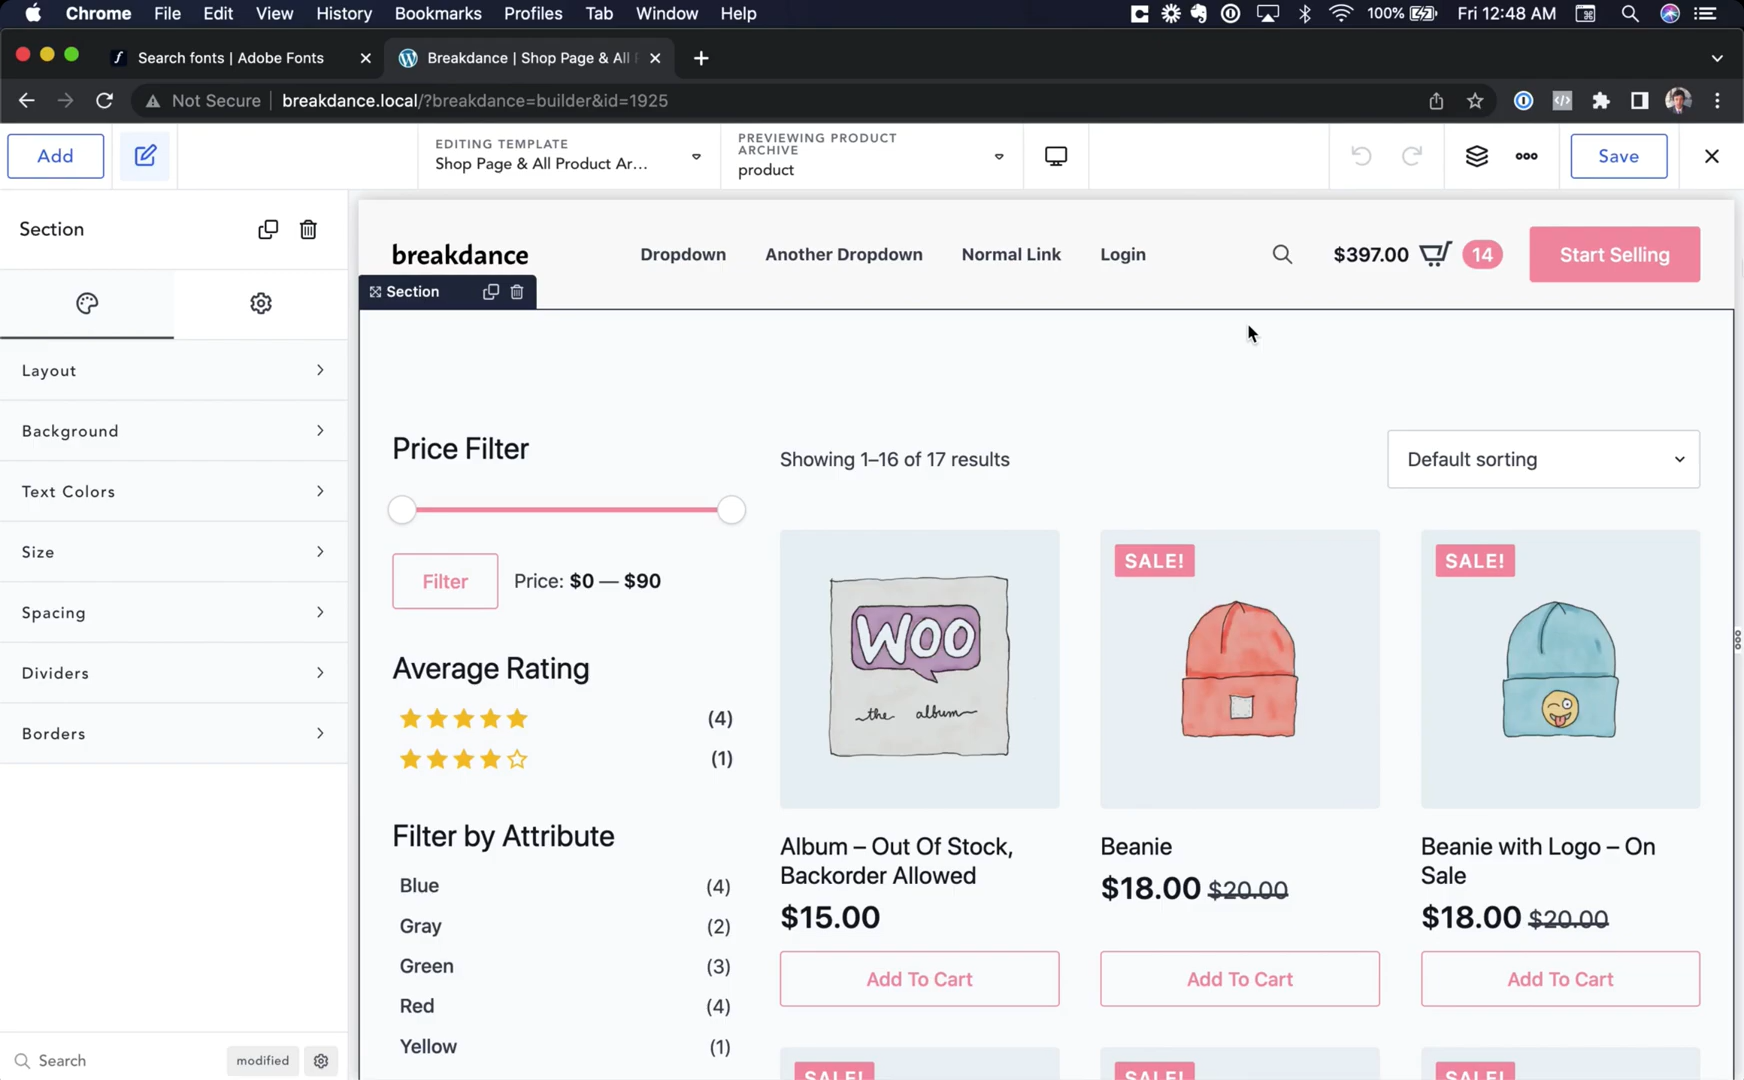 Chrome File Edit View History Bookmarks Profiles Tab Window Help 100% Fri 12:48 AM
Search fonts | Adobe Fonts
Breakdance | Shop Page & All
Not Secure breakdance.local/?breakdance=builder&id=1925
Add
EDITING TEMPLATE
Shop Page & All Product Ar...
PREVIEWING PRODUCT
ARCHIVE
product
Save
Section
Layout
Background
Text Colors
Size
Spacing
Dividers
Borders
Search
modified
breakdance
Dropdown Another Dropdown Normal Link Login $397.00 14 Start Selling
Section
Price Filter
Filter Price: $0 — $90
Average Rating
(4)
(1)
Filter by Attribute
Blue (4)
Gray (2)
Green (3)
Red (4)
Yellow (1)
Showing 1–16 of 17 results
Default sorting
WOO
the album
Album – Out Of Stock,
Backorder Allowed
$15.00
Add To Cart
SALE!
Beanie
$18.00 $20.00
Add To Cart
SALE!
Beanie with Logo – On
Sale
$18.00 $20.00
Add To Cart
SALE!
SALE!
SALE!